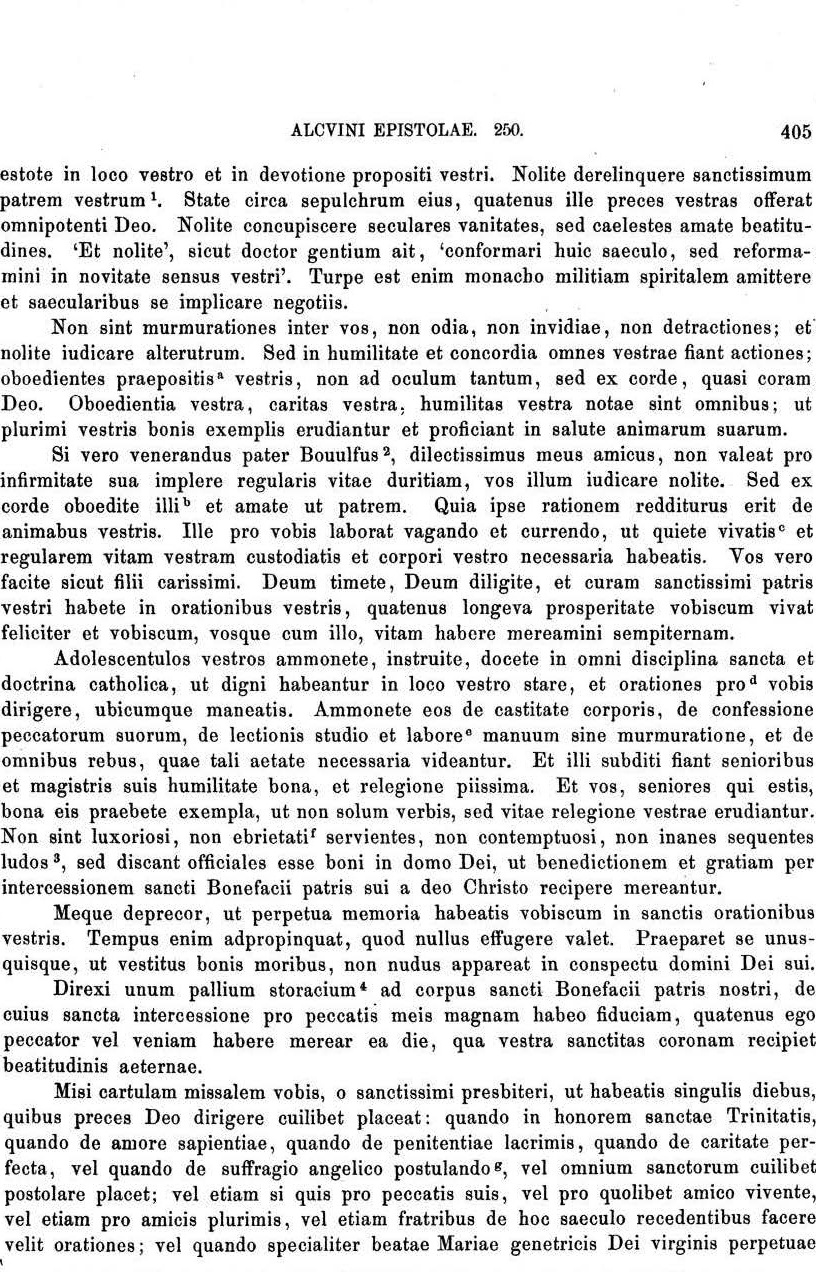 ALCVINI EPISTOLAE. 250. 405
estote in loco vestro et in devotione propositi vestri. Nolite derelinquere sanctissimum
patrem vestrum ¹. State circa sepulchrum eius, quatenus ille preces vestras offerat
omnipotenti Deo. Nolite concupiscere seculares vanitates, sed caelestes amate beatitu-
dines. ‘Et nolite’, sicut doctor gentium ait, ‘conformari huic saeculo, sed reforma-
mini in novitate sensus vestri’. Turpe est enim monacho militiam spiritalem amittere
et saecularibus se implicare negotiis.
Non sint murmurationes inter vos, non odia, non invidiae, non detractiones; et
nolite iudicare alterutrum. Sed in humilitate et concordia omnes vestrae fiant actiones;
oboedientes praepositisᵃ vestris, non ad oculum tantum, sed ex corde, quasi coram
Deo. Oboedientia vestra, caritas vestra, humilitas vestra notae sint omnibus; ut
plurimi vestris bonis exemplis erudiantur et proficiant in salute animarum suarum.
Si vero venerandus pater Bouulfus ², dilectissimus meus amicus, non valeat pro
infirmitate sua implere regularis vitae duritiam, vos illum iudicare nolite. Sed ex
corde oboedite illiᵇ et amate ut patrem. Quia ipse rationem redditurus erit de
animabus vestris. Ille pro vobis laborat vagando et currendo, ut quiete vivatisᶜ et
regularem vitam vestram custodiatis et corpori vestro necessaria habeatis. Vos vero
facite sicut filii carissimi. Deum timete, Deum diligite, et curam sanctissimi patris
vestri habete in orationibus vestris, quatenus longeva prosperitate vobiscum vivat
feliciter et vobiscum, vosque cum illo, vitam habere mereamini sempiternam.
Adolescentulos vestros ammonete, instruite, docete in omni disciplina sancta et
doctrina catholica, ut digni habeantur in loco vestro stare, et orationes proᵈ vobis
dirigere, ubicumque maneatis. Ammonete eos de castitate corporis, de confessione
peccatorum suorum, de lectionis studio et laboreᵉ manuum sine murmuratione, et de
omnibus rebus, quae tali aetate necessaria videantur. Et illi subditi fiant senioribus
et magistris suis humilitate bona, et relegione piissima. Et vos, seniores qui estis,
bona eis praebete exempla, ut non solum verbis, sed vitae relegione vestrae erudiantur.
Non sint luxoriosi, non ebrietatiᶠ servientes, non contemptuosi, non inanes sequentes
ludos ³, sed discant officiales esse boni in domo Dei, ut benedictionem et gratiam per
intercessionem sancti Bonefacii patris sui a deo Christo recipere mereantur.
Meque deprecor, ut perpetua memoria habeatis vobiscum in sanctis orationibus
vestris. Tempus enim adpropinquat, quod nullus effugere valet. Praeparet se unus-
quisque, ut vestitus bonis moribus, non nudus appareat in conspectu domini Dei sui.
Direxi unum pallium storacium⁴ ad corpus sancti Bonefacii patris nostri, de
cuius sancta intercessione pro peccatis meis magnam habeo fiduciam, quatenus ego
peccator vel veniam habere merear ea die, qua vestra sanctitas coronam recipiet
beatitudinis aeternae.
Misi cartulam missalem vobis, o sanctissimi presbiteri, ut habeatis singulis diebus,
quibus preces Deo dirigere cuilibet placeat: quando in honorem sanctae Trinitatis,
quando de amore sapientiae, quando de penitentiae lacrimis, quando de caritate per-
fecta, vel quando de suffragio angelico postulandoᵍ, vel omnium sanctorum cuilibet
postolare placet; vel etiam si quis pro peccatis suis, vel pro quolibet amico vivente,
vel etiam pro amicis plurimis, vel etiam fratribus de hoc saeculo recedentibus facere
velit orationes; vel quando specialiter beatae Mariae genetricis Dei virginis perpetuae